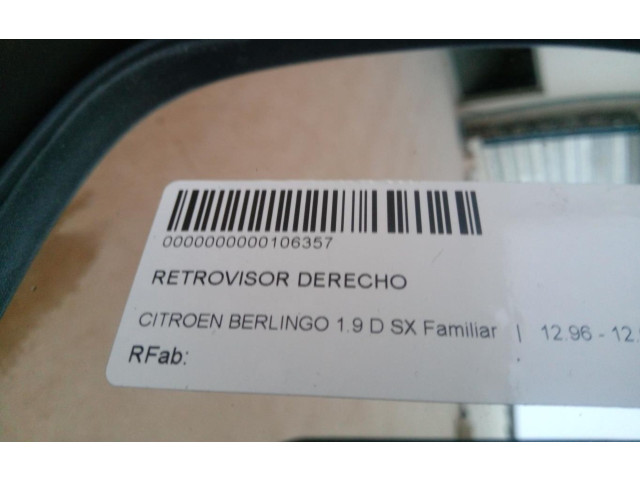 0000000000106357
RETROVISOR DERECHO
CITROEN BERLINGO 1.9 D SX Familiar | 12.96 - 12.
RFab: